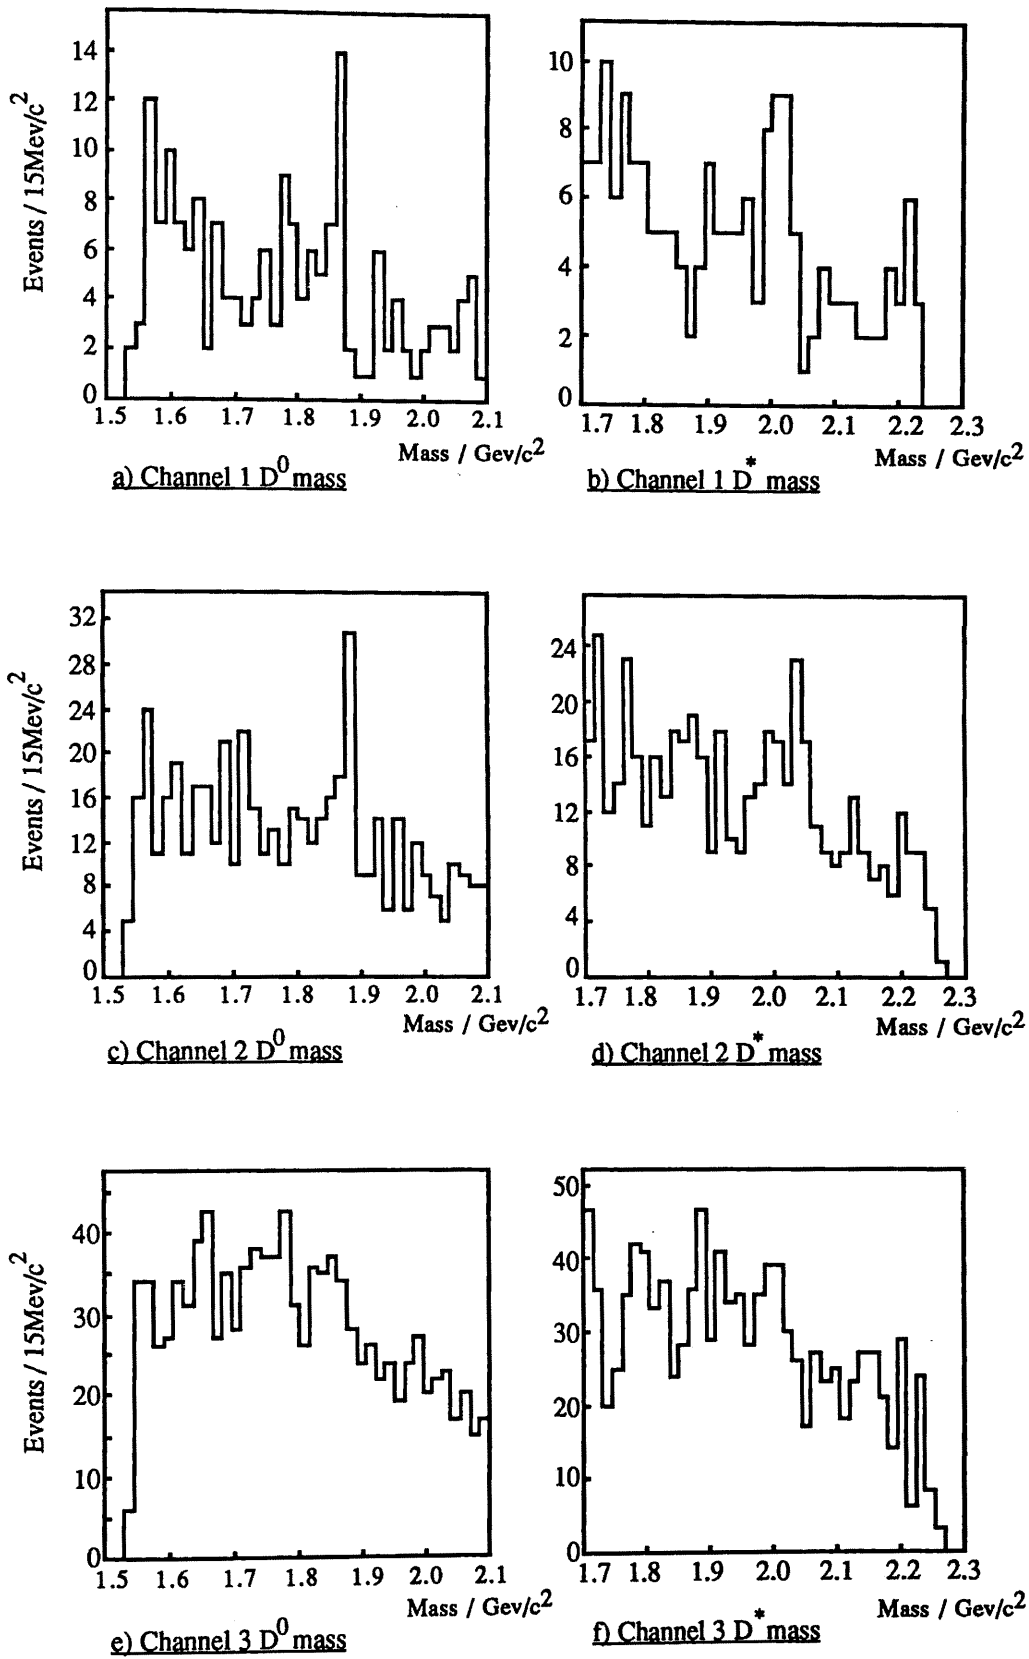 14
12
10
8
6
4
2
0
Events / 15Mev/c2
1.5 1.6 1.7 1.8 1.9 2.0 2.1
Mass / Gev/c2
a) Channel 1 D0 mass
10
8
6
4
2
0
1.7 1.8 1.9 2.0 2.1 2.2 2.3
Mass / Gev/c2
b) Channel 1 D* mass
32
28
24
20
16
12
8
4
0
Events / 15Mev/c2
1.5 1.6 1.7 1.8 1.9 2.0 2.1
Mass / Gev/c2
c) Channel 2 D0 mass
24
20
16
12
8
4
0
1.7 1.8 1.9 2.0 2.1 2.2 2.3
Mass / Gev/c2
d) Channel 2 D* mass
40
30
20
10
0
Events / 15Mev/c2
1.5 1.6 1.7 1.8 1.9 2.0 2.1
Mass / Gev/c2
e) Channel 3 D0 mass
50
40
30
20
10
0
1.7 1.8 1.9 2.0 2.1 2.2 2.3
Mass / Gev/c2
f) Channel 3 D* mass